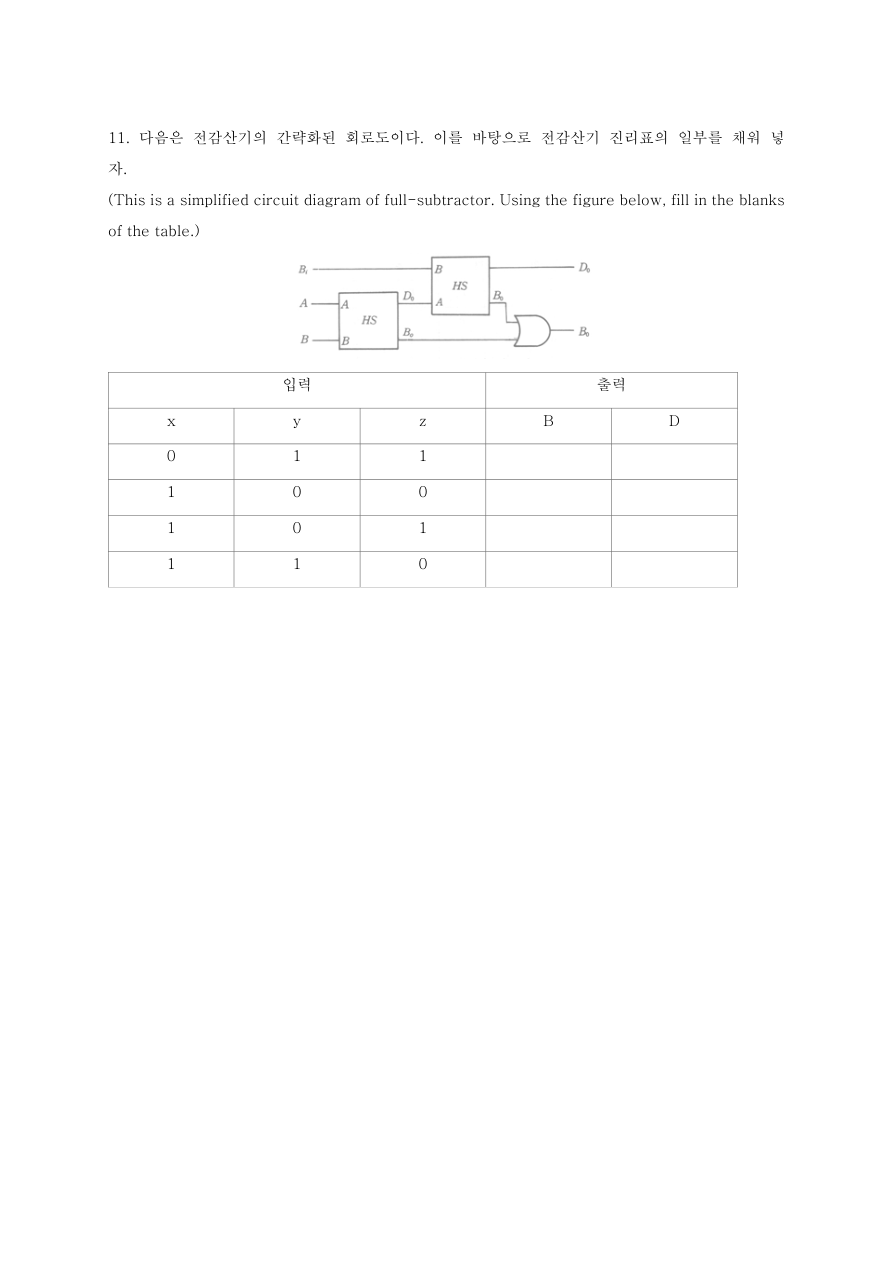 11. 다음은 전감산기의 간략화된 회로도이다. 이를 바탕으로 전감산기 진리표의 일부를 채워 넣
자.
(This is a simplified circuit diagram of full-subtractor. Using the figure below, fill in the blanks
of the table.)
B₁ B D₀
HS
A A D₀ A B₀
HS
B B B₀ B₀
입력 출력
x y z B D
0 1 1
1 0 0
1 0 1
1 1 0